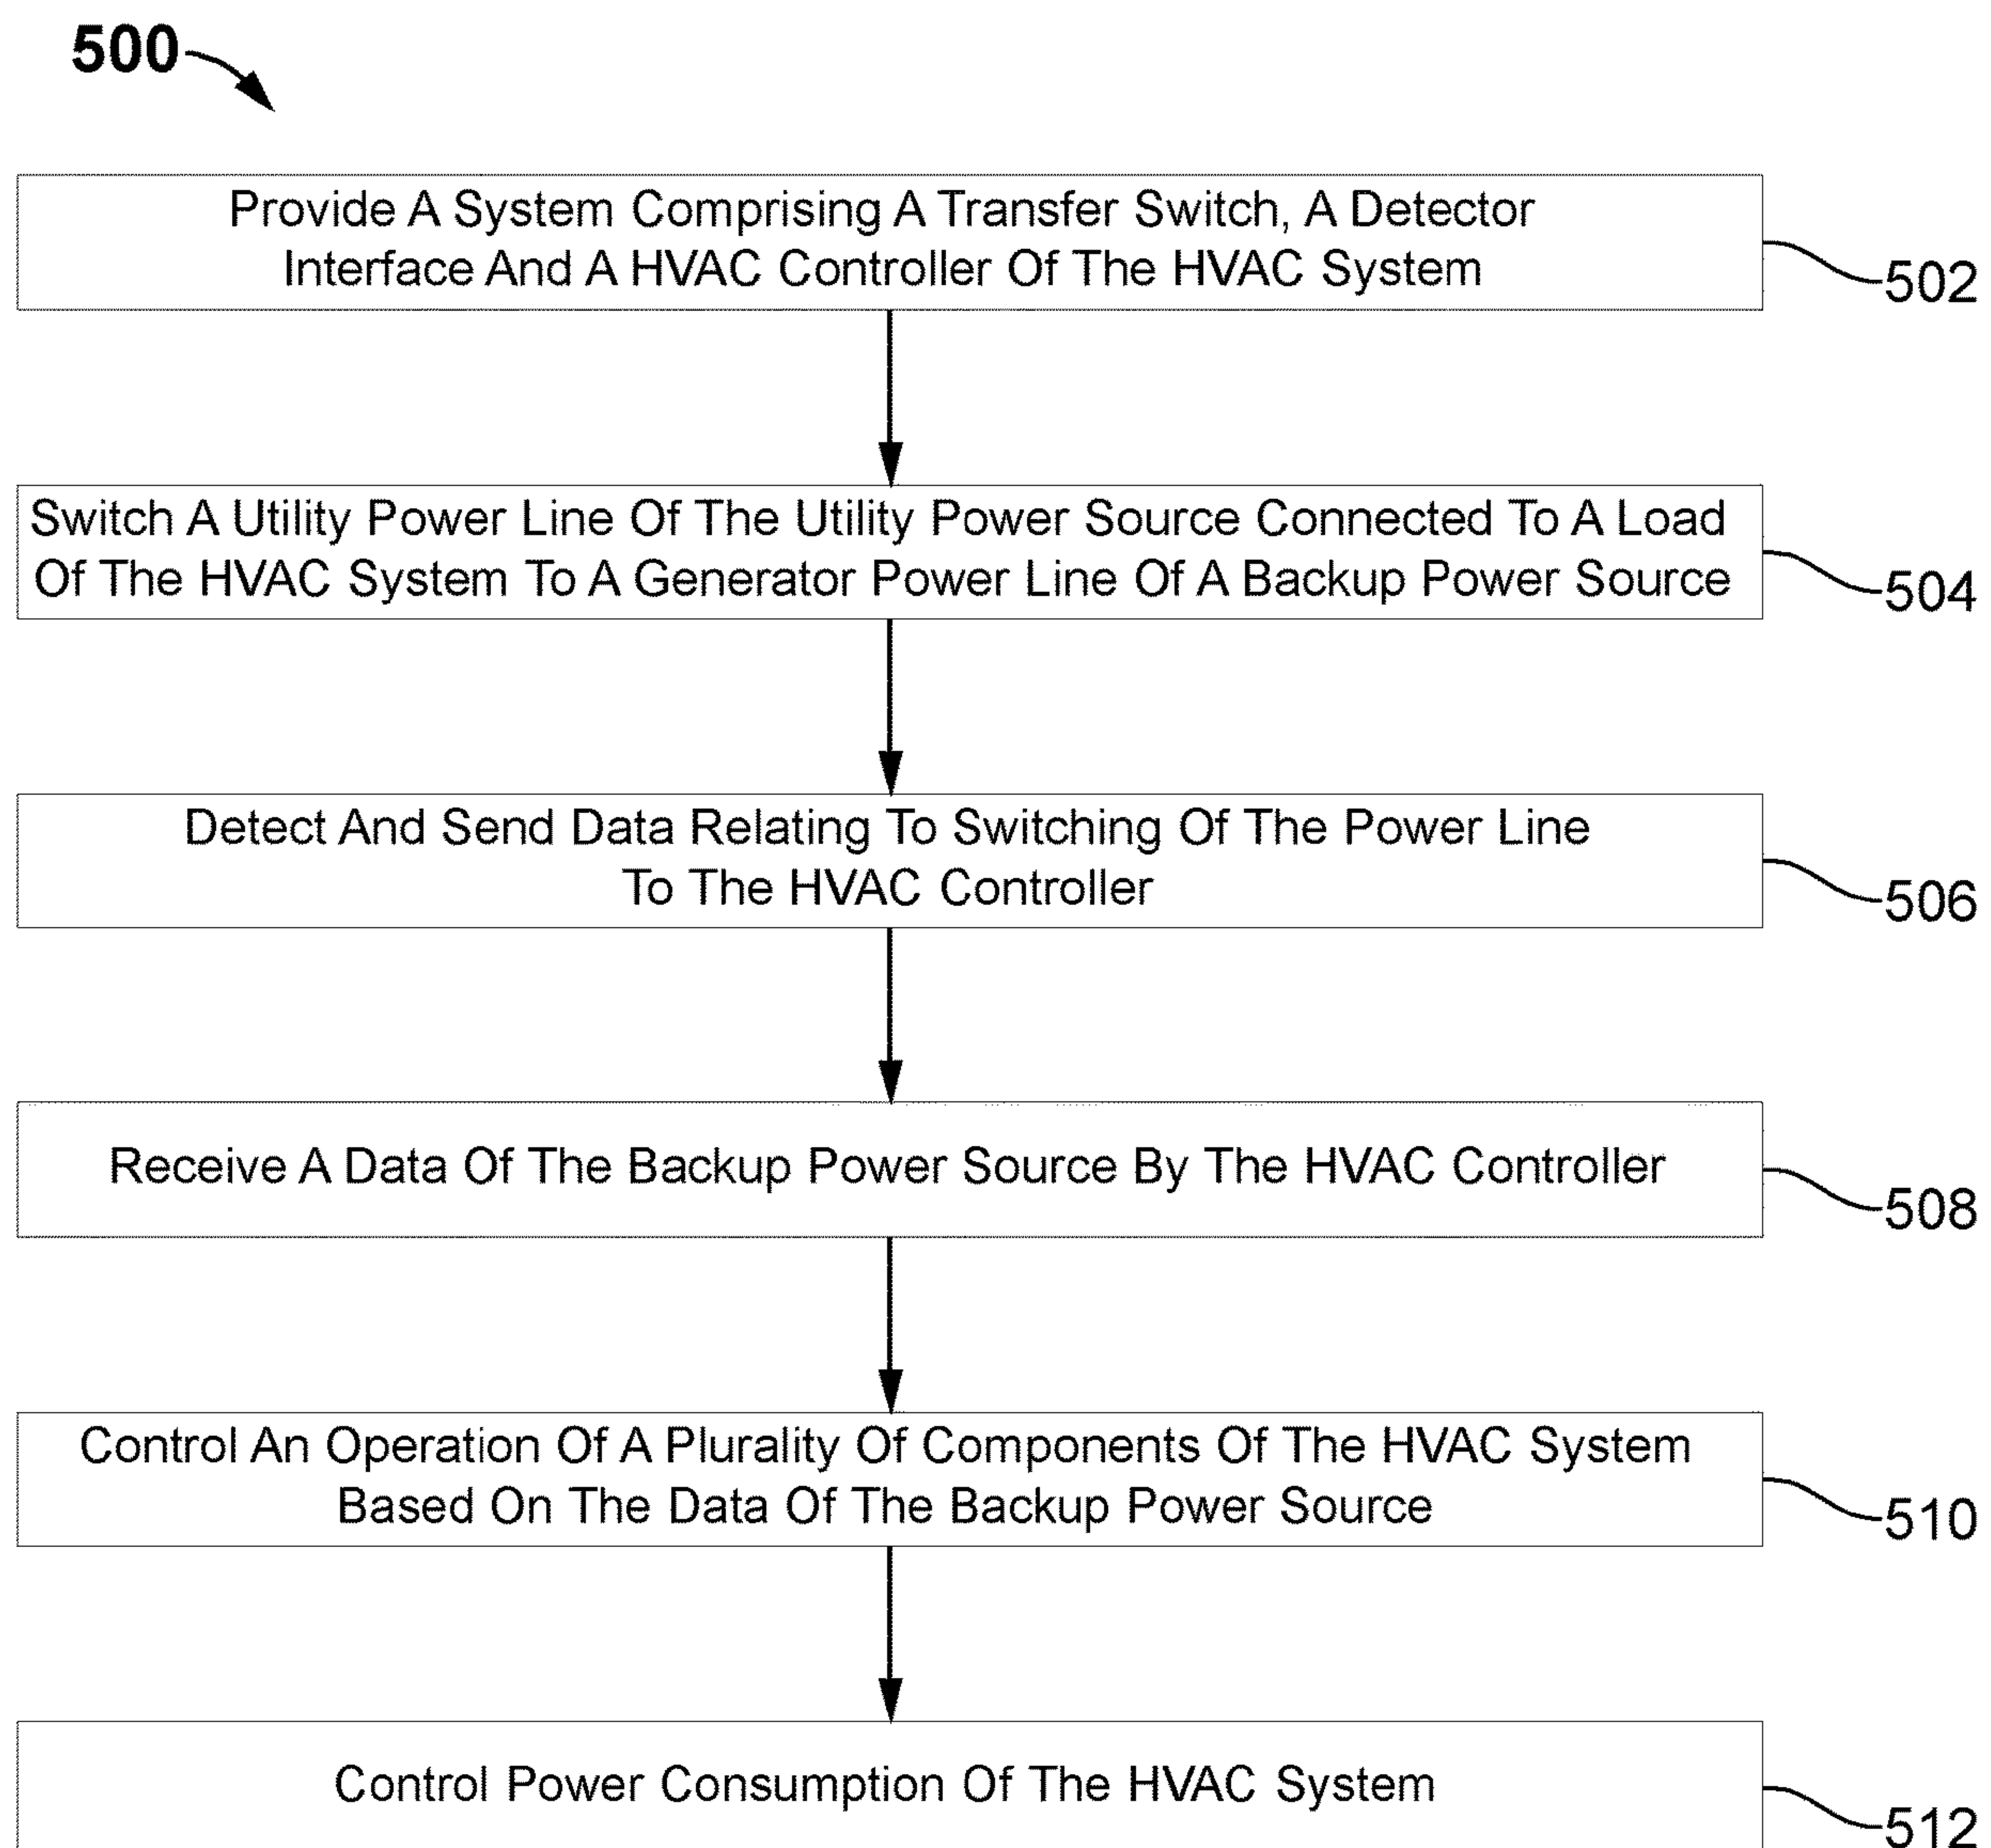 500
Provide A System Comprising A Transfer Switch, A Detector
Interface And A HVAC Controller Of The HVAC System
502
Switch A Utility Power Line Of The Utility Power Source Connected To A Load
Of The HVAC System To A Generator Power Line Of A Backup Power Source
504
Detect And Send Data Relating To Switching Of The Power Line
To The HVAC Controller
506
Receive A Data Of The Backup Power Source By The HVAC Controller
508
Control An Operation Of A Plurality Of Components Of The HVAC System
Based On The Data Of The Backup Power Source
510
Control Power Consumption Of The HVAC System
512